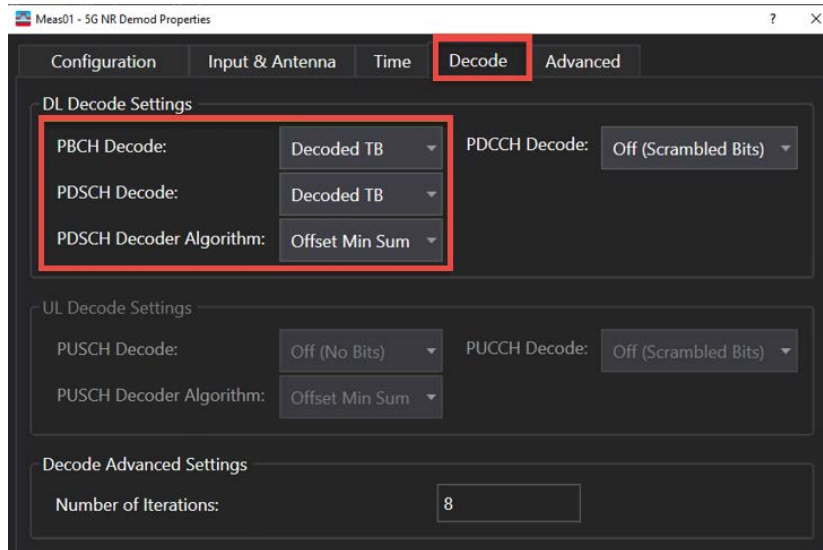 Meas01 - 5G NR Demod Properties ? ×
Configuration Input & Antenna Time Decode Advanced
DL Decode Settings
PBCH Decode: Decoded TB PDCCH Decode: Off (Scrambled Bits)
PDSCH Decode: Decoded TB
PDSCH Decoder Algorithm: Offset Min Sum
UL Decode Settings
PUSCH Decode: Off (No Bits) PUCCH Decode: Off (Scrambled Bits)
PUSCH Decoder Algorithm: Offset Min Sum
Decode Advanced Settings
Number of Iterations: 8